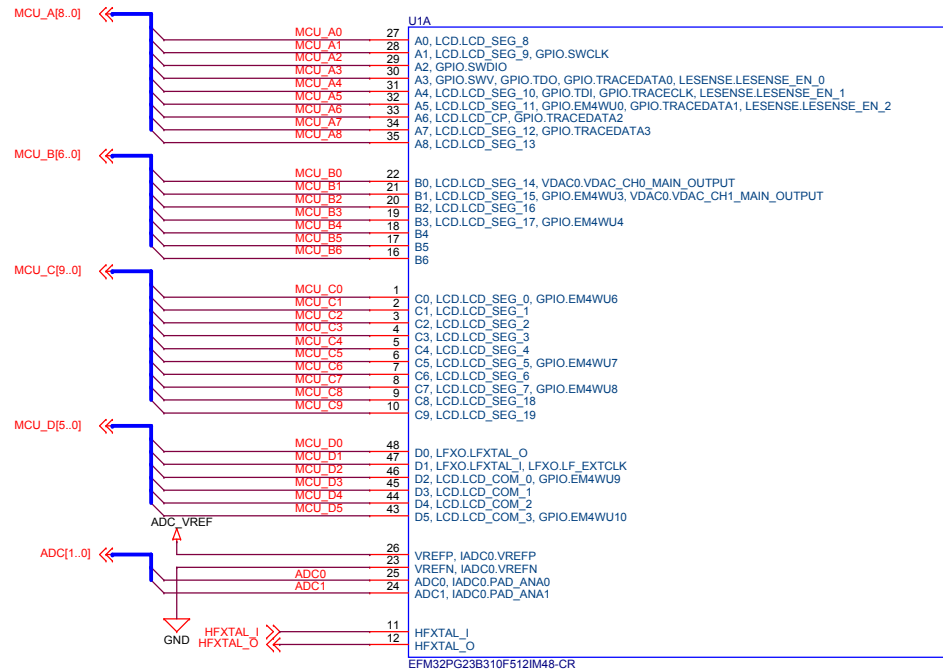 MCU_A[8..0]
U1A
MCU_A0 27 A0, LCD.LCD_SEG_8
MCU_A1 28 A1, LCD.LCD_SEG_9, GPIO.SWCLK
MCU_A2 29 A2, GPIO.SWDIO
MCU_A3 30 A3, GPIO.SWV, GPIO.TDO, GPIO.TRACEDATA0, LESENSE.LESENSE_EN_0
MCU_A4 31 A4, LCD.LCD_SEG_10, GPIO.TDI, GPIO.TRACECLK, LESENSE.LESENSE_EN_1
MCU_A5 32 A5, LCD.LCD_SEG_11, GPIO.EM4WU0, GPIO.TRACEDATA1, LESENSE.LESENSE_EN_2
MCU_A6 33 A6, LCD.LCD_CP, GPIO.TRACEDATA2
MCU_A7 34 A7, LCD.LCD_SEG_12, GPIO.TRACEDATA3
MCU_A8 35 A8, LCD.LCD_SEG_13
MCU_B[6..0]
MCU_B0 22 B0, LCD.LCD_SEG_14, VDAC0.VDAC_CH0_MAIN_OUTPUT
MCU_B1 21 B1, LCD.LCD_SEG_15, GPIO.EM4WU3, VDAC0.VDAC_CH1_MAIN_OUTPUT
MCU_B2 20 B2, LCD.LCD_SEG_16
MCU_B3 19 B3, LCD.LCD_SEG_17, GPIO.EM4WU4
MCU_B4 18 B4
MCU_B5 17 B5
MCU_B6 16 B6
MCU_C[9..0]
MCU_C0 1 C0, LCD.LCD_SEG_0, GPIO.EM4WU6
MCU_C1 2 C1, LCD.LCD_SEG_1
MCU_C2 3 C2, LCD.LCD_SEG_2
MCU_C3 4 C3, LCD.LCD_SEG_3
MCU_C4 5 C4, LCD.LCD_SEG_4
MCU_C5 6 C5, LCD.LCD_SEG_5, GPIO.EM4WU7
MCU_C6 7 C6, LCD.LCD_SEG_6
MCU_C7 8 C7, LCD.LCD_SEG_7, GPIO.EM4WU8
MCU_C8 9 C8, LCD.LCD_SEG_18
MCU_C9 10 C9, LCD.LCD_SEG_19
MCU_D[5..0]
MCU_D0 48 D0, LFXO.LFXTAL_O
MCU_D1 47 D1, LFXO.LFXTAL_I, LFXO.LF_EXTCLK
MCU_D2 46 D2, LCD.LCD_COM_0, GPIO.EM4WU9
MCU_D3 45 D3, LCD.LCD_COM_1
MCU_D4 44 D4, LCD.LCD_COM_2
MCU_D5 43 D5, LCD.LCD_COM_3, GPIO.EM4WU10
ADC_VREF
ADC[1..0]
26 VREFP, IADC0.VREFP
23 VREFN, IADC0.VREFN
ADC0 25 ADC0, IADC0.PAD_ANA0
ADC1 24 ADC1, IADC0.PAD_ANA1
GND
HFXTAL_I 11 HFXTAL_I
HFXTAL_O 12 HFXTAL_O
EFM32PG23B310F512IM48-CR